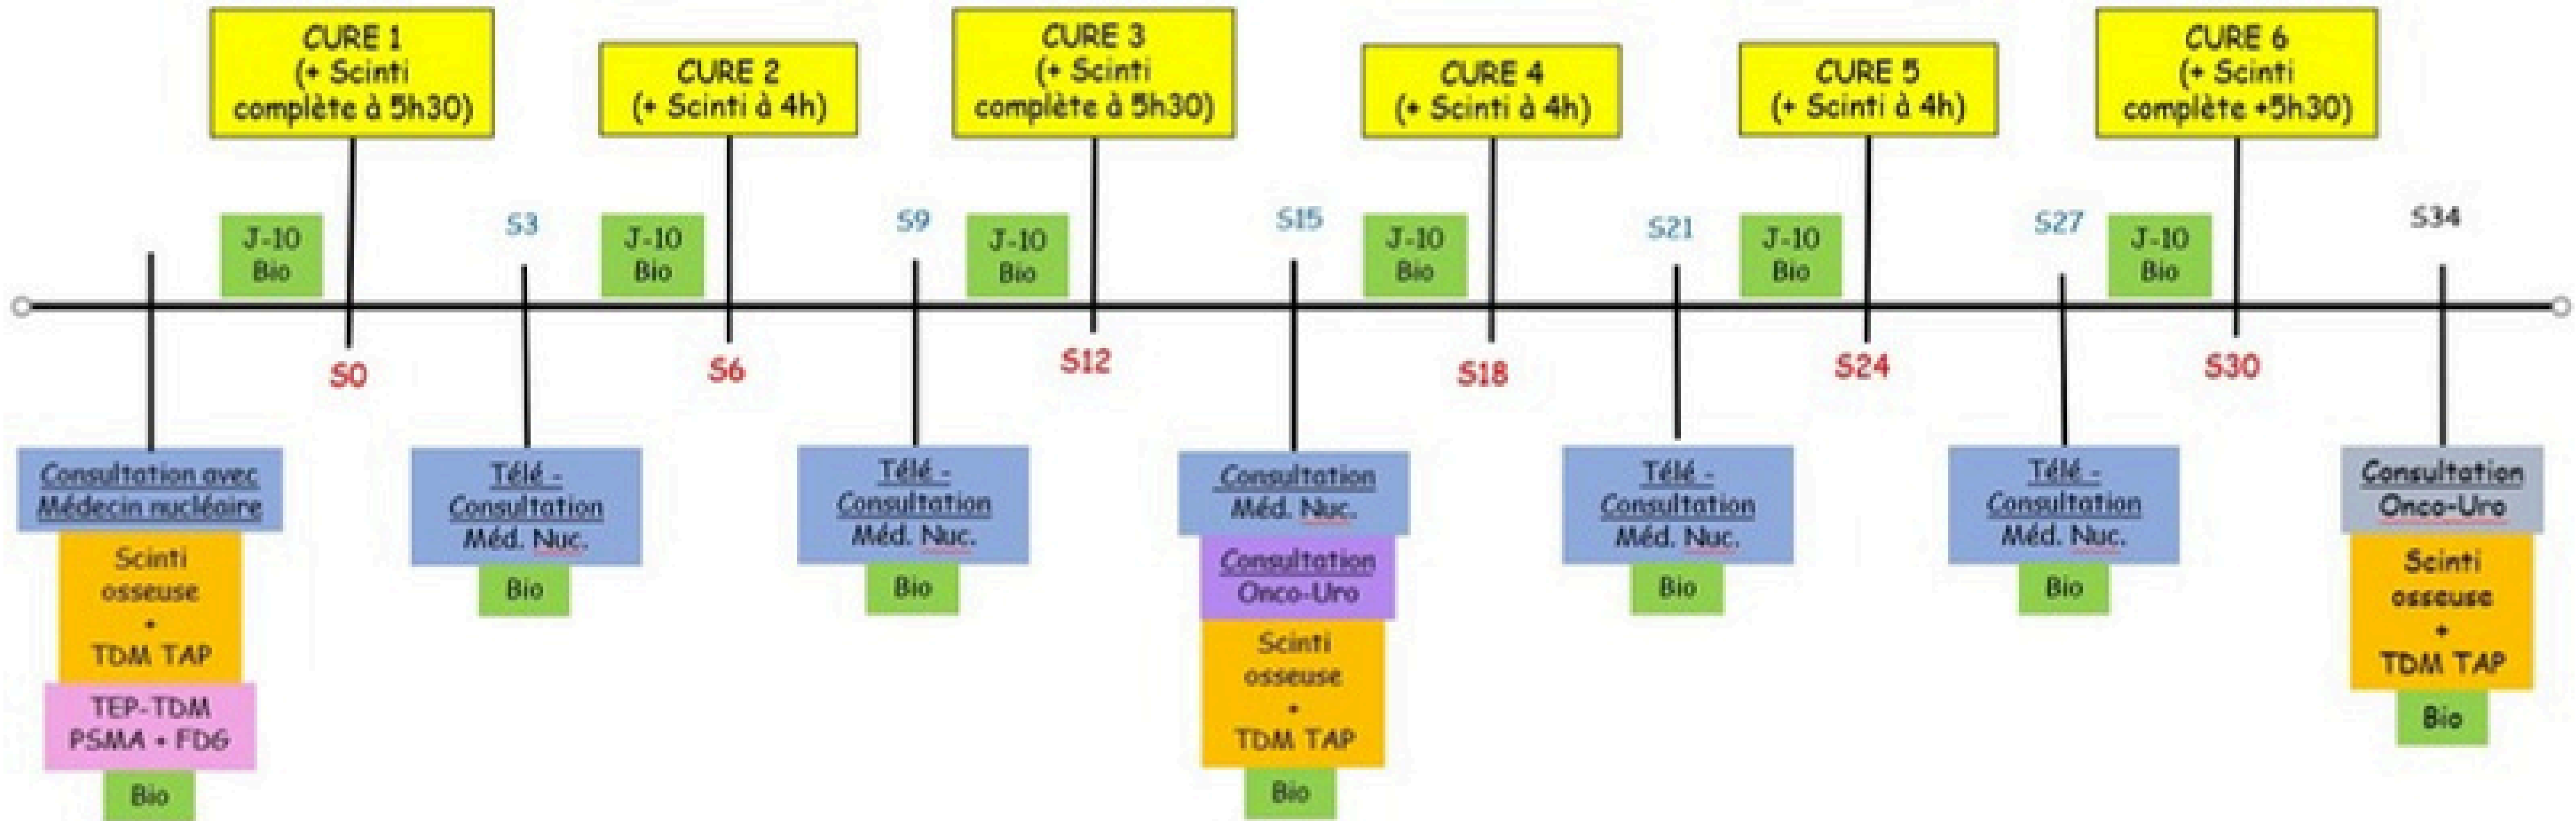 CURE 1
(+ Scinti
complète à 5h30)
CURE 2
(+ Scinti à 4h)
CURE 3
(+ Scinti
complète à 5h30)
CURE 4
(+ Scinti à 4h)
CURE 5
(+ Scinti à 4h)
CURE 6
(+ Scinti
complète +5h30)
J-10
Bio
S3
J-10
Bio
S9
J-10
Bio
S15
J-10
Bio
S21
J-10
Bio
S27
J-10
Bio
S34
S0
S6
S12
S18
S24
S30
Consultation avec
Médecin nucléaire
Scinti
osseuse
+
TDM TAP
TEP-TDM
PSMA + FDG
Bio
Télé -
Consultation
Méd. Nuc.
Bio
Télé -
Consultation
Méd. Nuc.
Bio
Consultation
Méd. Nuc.
Consultation
Onco-Uro
Scinti
osseuse
+
TDM TAP
Bio
Télé -
Consultation
Méd. Nuc.
Bio
Télé -
Consultation
Méd. Nuc.
Bio
Consultation
Onco-Uro
Scinti
osseuse
+
TDM TAP
Bio